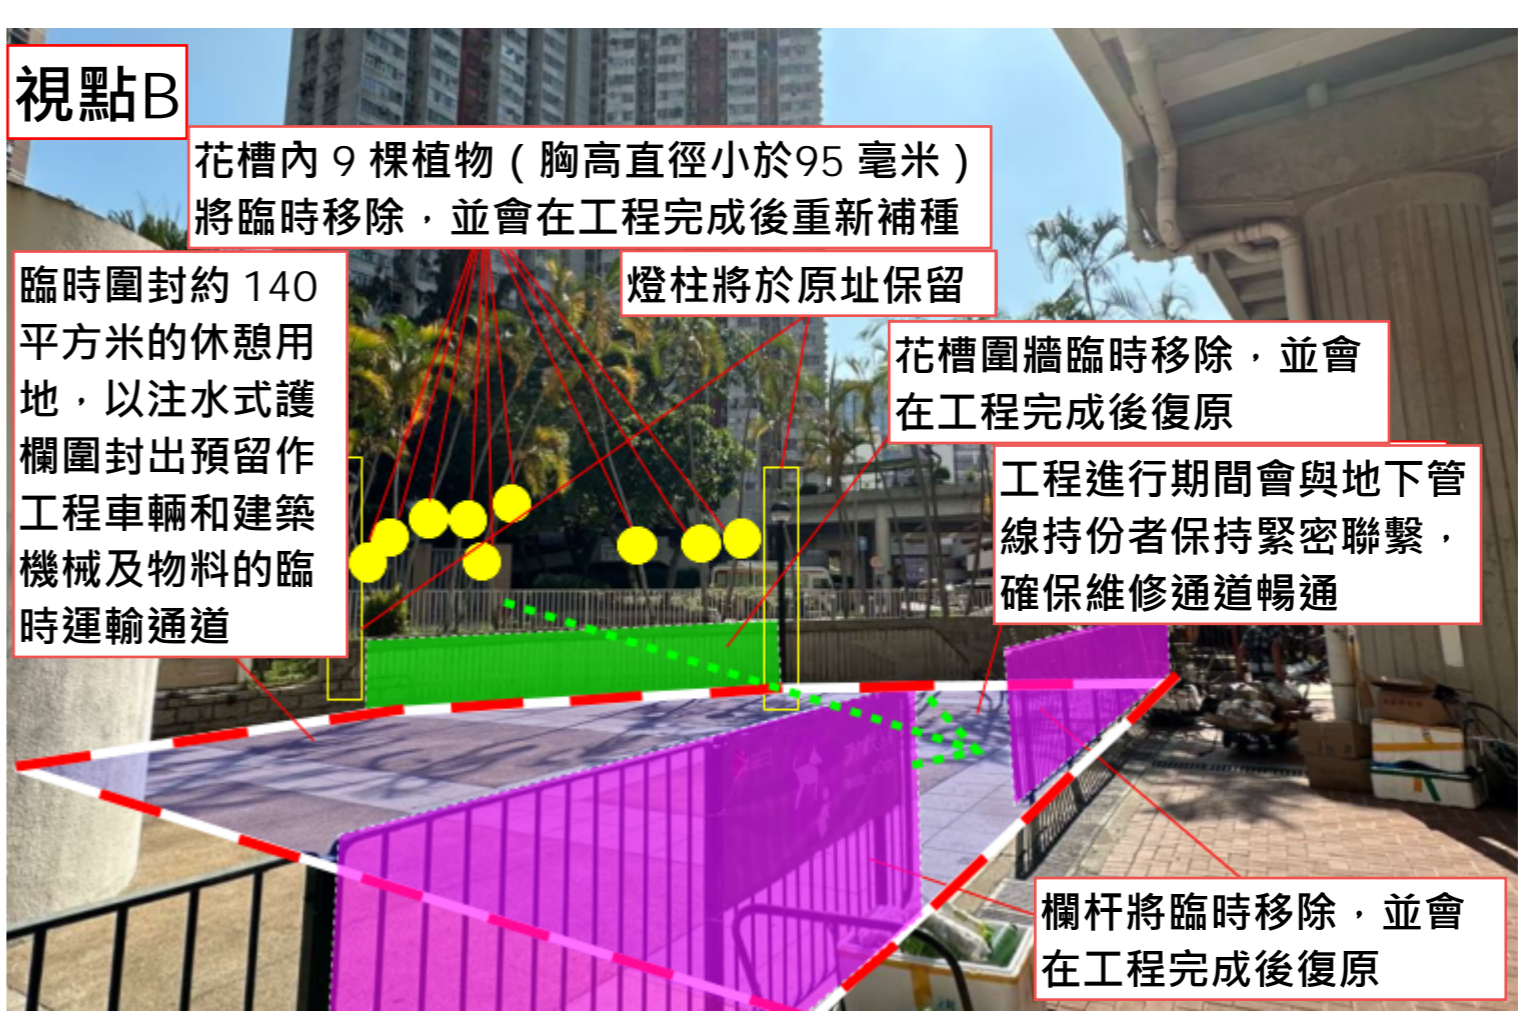 視點B
花槽內 9 棵植物（胸高直徑小於95 毫米）
將臨時移除，並會在工程完成後重新補種
臨時圍封約 140
平方米的休憩用
地，以注水式護
欄圍封出預留作
工程車輛和建築
機械及物料的臨
時運輸通道
燈柱將於原址保留
花槽圍牆臨時移除，並會
在工程完成後復原
工程進行期間會與地下管
線持份者保持緊密聯繫，
確保維修通道暢通
欄杆將臨時移除，並會
在工程完成後復原